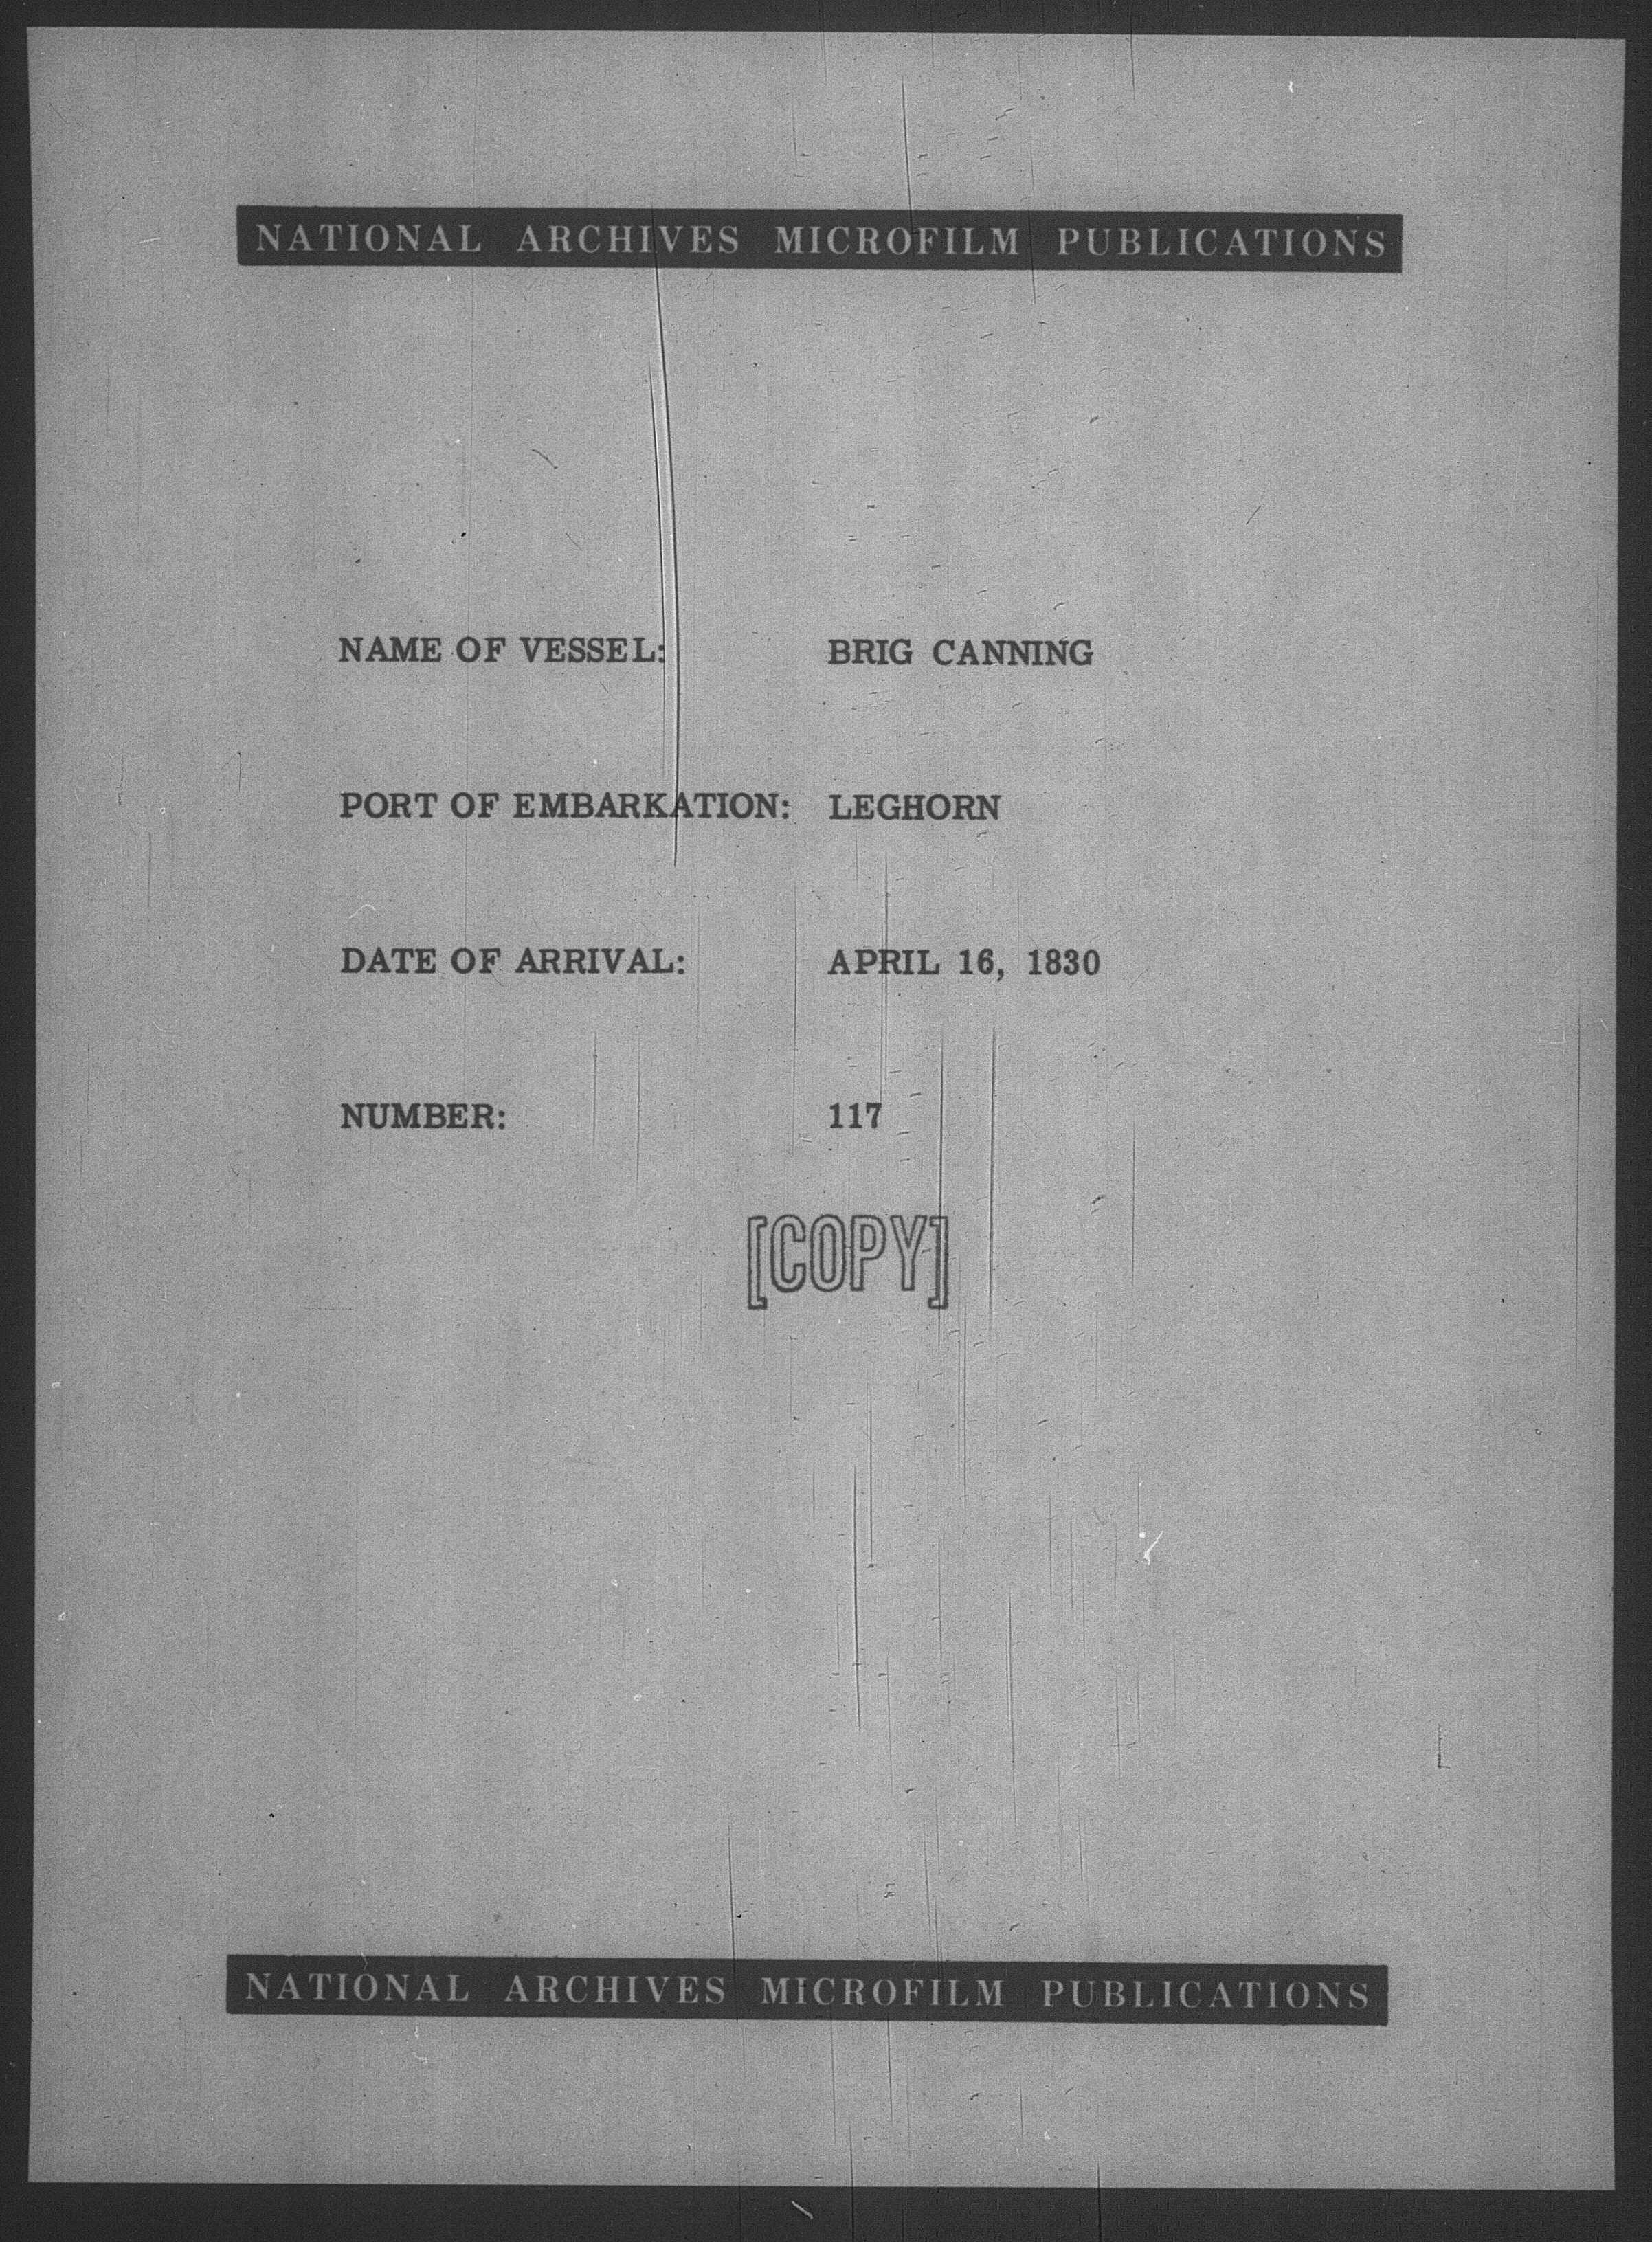 NATIONAL ARCHIVES MICROFILM PUBLICATIONS
NAME OF VESSEL: BRIG CANNING
PORT OF EMBARKATION: LEGHORN
DATE OF ARRIVAL: APRIL 16, 1830
NUMBER: 117
[COPY]
NATIONAL ARCHIVES MICROFILM PUBLICATIONS